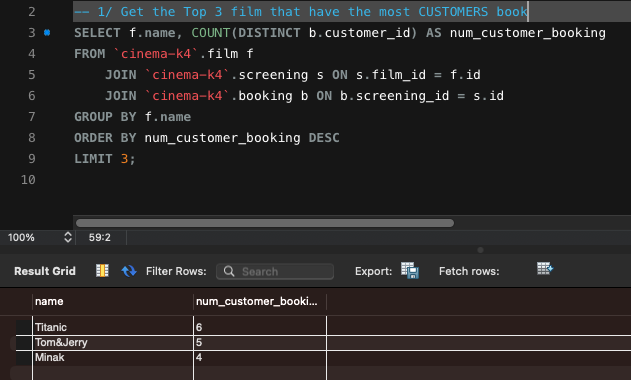 2 -- 1/ Get the Top 3 film that have the most CUSTOMERS book
3 SELECT f.name, COUNT(DISTINCT b.customer_id) AS num_customer_booking
4 FROM `cinema-k4`.film f
5 JOIN `cinema-k4`.screening s ON s.film_id = f.id
6 JOIN `cinema-k4`.booking b ON b.screening_id = s.id
7 GROUP BY f.name
8 ORDER BY num_customer_booking DESC
9 LIMIT 3;
10
100% 59:2
Result Grid Filter Rows: Search Export: Fetch rows:
name num_customer_booki...
Titanic 6
Tom&Jerry 5
Minak 4